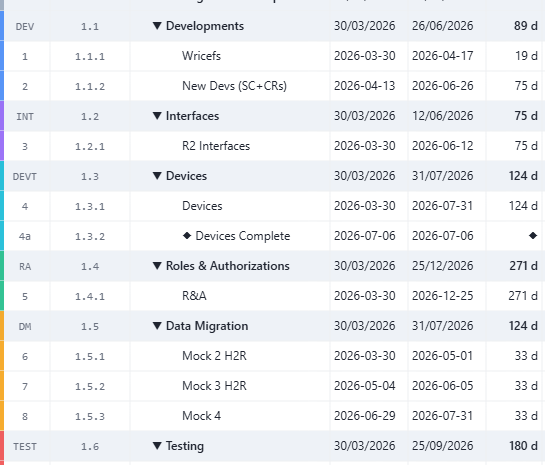 DEV 1.1 ▼ Developments 30/03/2026 26/06/2026 89 d
1 1.1.1 Wricefs 2026-03-30 2026-04-17 19 d
2 1.1.2 New Devs (SC+CRs) 2026-04-13 2026-06-26 75 d
INT 1.2 ▼ Interfaces 30/03/2026 12/06/2026 75 d
3 1.2.1 R2 Interfaces 2026-03-30 2026-06-12 75 d
DEVT 1.3 ▼ Devices 30/03/2026 31/07/2026 124 d
4 1.3.1 Devices 2026-03-30 2026-07-31 124 d
4a 1.3.2 ◆ Devices Complete 2026-07-06 2026-07-06 ◆
RA 1.4 ▼ Roles & Authorizations 30/03/2026 25/12/2026 271 d
5 1.4.1 R&A 2026-03-30 2026-12-25 271 d
DM 1.5 ▼ Data Migration 30/03/2026 31/07/2026 124 d
6 1.5.1 Mock 2 H2R 2026-03-30 2026-05-01 33 d
7 1.5.2 Mock 3 H2R 2026-05-04 2026-06-05 33 d
8 1.5.3 Mock 4 2026-06-29 2026-07-31 33 d
TEST 1.6 ▼ Testing 30/03/2026 25/09/2026 180 d